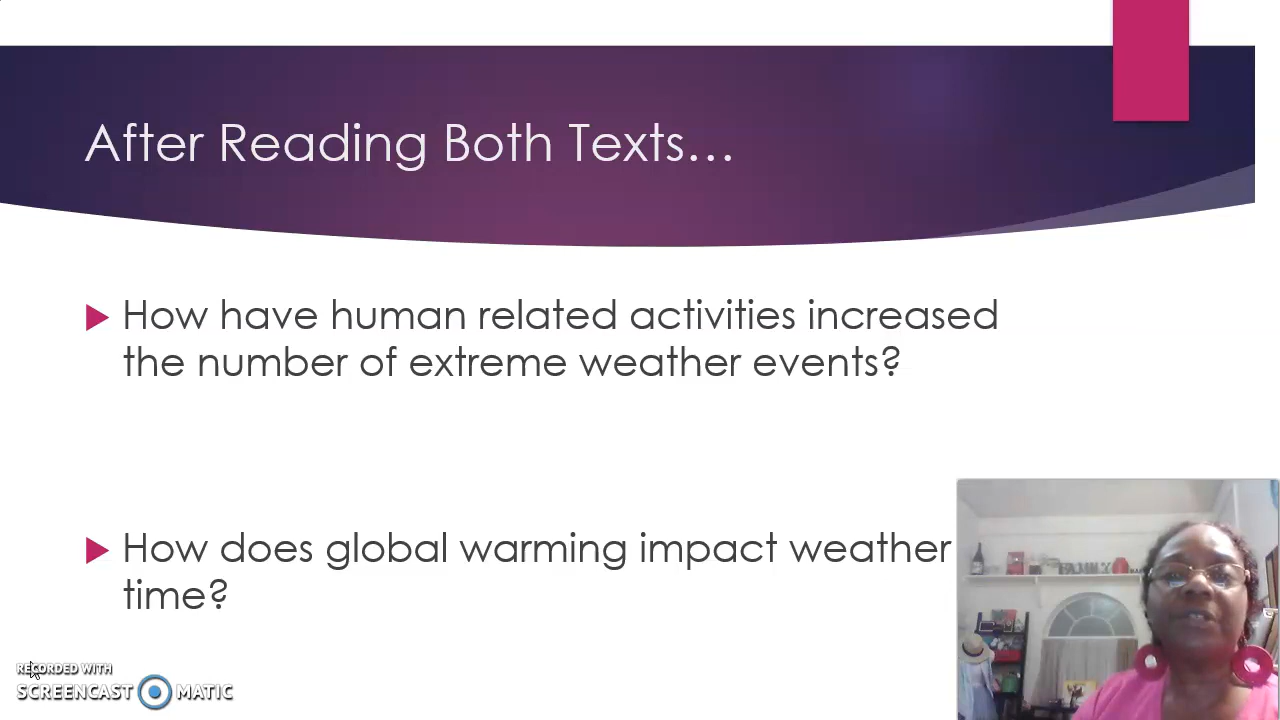 After Reading Both Texts...
How have human related activities increased
the number of extreme weather events?
How does global warming impact weather
time?
FAMILY
RECORDED WITH
SCREENCAST MATIC